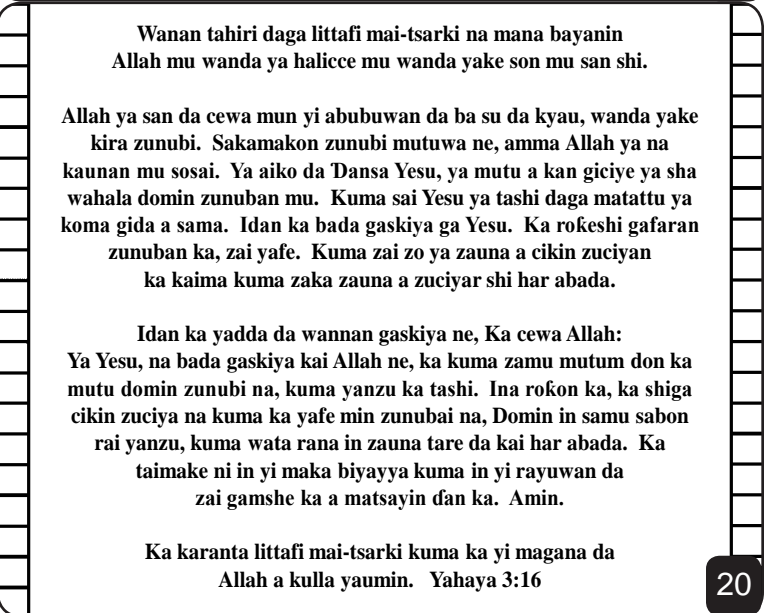 Wanan tahiri daga littafi mai-tsarki na mana bayanin
Allah mu wanda ya halicce mu wanda yake son mu san shi.
Allah ya san da cewa mun yi abubuwan da ba su da kyau, wanda yake
kira zunubi. Sakamakon zunubi mutuwa ne, amma Allah ya na
kaunan mu sosai. Ya aiko da Ɗansa Yesu, ya mutu a kan giciye ya sha
wahala domin zunuban mu. Kuma sai Yesu ya tashi daga matattu ya
koma gida a sama. Idan ka bada gaskiya ga Yesu. Ka roƙeshi gafaran
zunuban ka, zai yafe. Kuma zai zo ya zauna a cikin zuciyan
ka kaima kuma zaka zauna a zuciyar shi har abada.
Idan ka yadda da wannan gaskiya ne, Ka cewa Allah:
Ya Yesu, na bada gaskiya kai Allah ne, ka kuma zamu mutum don ka
mutu domin zunubi na, kuma yanzu ka tashi. Ina roƙon ka, ka shiga
cikin zuciya na kuma ka yafe min zunubai na, Domin in samu sabon
rai yanzu, kuma wata rana in zauna tare da kai har abada. Ka
taimake ni in yi maka biyayya kuma in yi rayuwan da
zai gamshe ka a matsayin ɗan ka. Amin.
Ka karanta littafi mai-tsarki kuma ka yi magana da
Allah a kulla yaumin. Yahaya 3:16
20